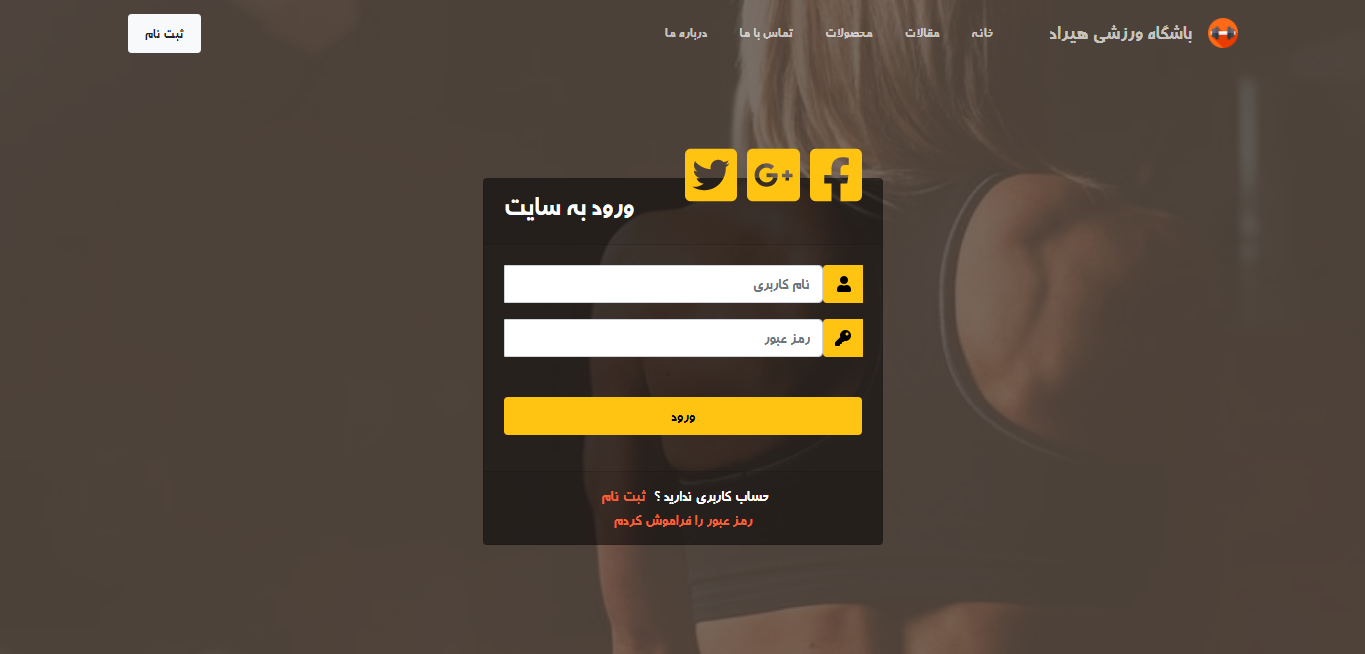 باشگاه ورزشی هیراد
خانه
مقالات
محصولات
تماس با ما
درباره ما
ثبت نام
ورود به سایت
نام کاربری
رمز عبور
ورود
حساب کاربری ندارید ؟ ثبت نام
رمز عبور را فراموش کردم